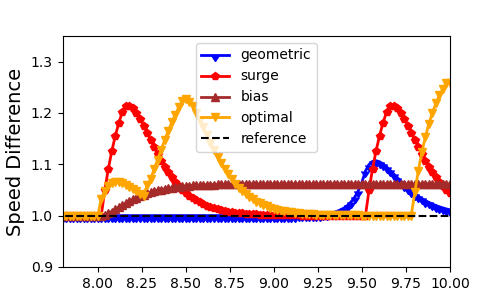 geometric
surge
bias
optimal
reference
Speed Difference
1.3
1.2
1.1
1.0
0.9
8.00 8.25 8.50 8.75 9.00 9.25 9.50 9.75 10.00